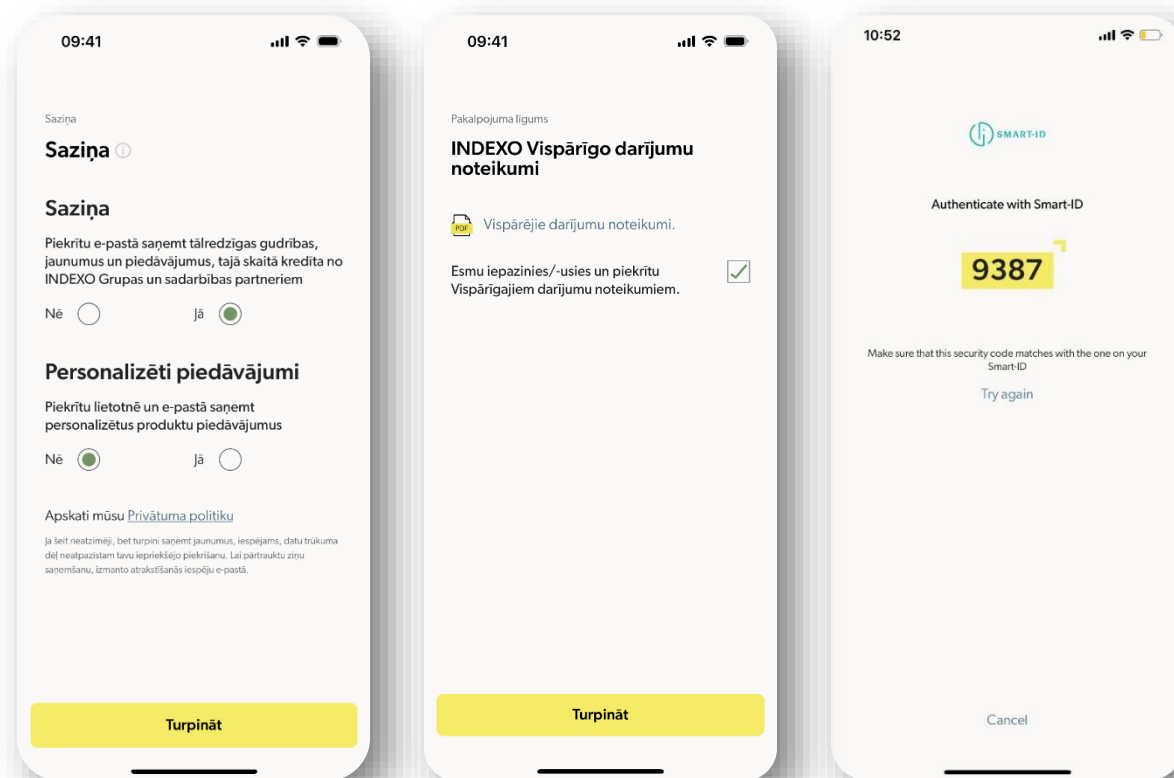 09:41
Saziņa
Saziņa
Saziņa
Piekrītu e-pastā saņemt tālredzīgas gudrības,
jaunumus un piedāvājumus, tajā skaitā kredīta no
INDEXO Grupas un sadarbības partneriem
Nē Jā
Personalizēti piedāvājumi
Piekrītu lietotnē un e-pastā saņemt
personalizētus produktu piedāvājumus
Nē Jā
Apskati mūsu Privātuma politiku
Ja šeit neatzīmēji, bet turpini saņemt jaunumus, iespējams, datu trūkuma
dēļ neatpazīstam tavu iepriekšējo piekrišanu. Lai pārtrauktu ziņu
saņemšanu, izmanto atrakstīšanās iespēju e-pastā.
Turpināt
09:41
Pakalpojuma līgums
INDEXO Vispārīgo darījumu
noteikumi
PDF Vispārējie darījumu noteikumi.
Esmu iepazinies/-usies un piekrītu
Vispārīgajiem darījumu noteikumiem.
Turpināt
10:52
SMART-ID
Authenticate with Smart-ID
9387
Make sure that this security code matches with the one on your
Smart-ID
Try again
Cancel